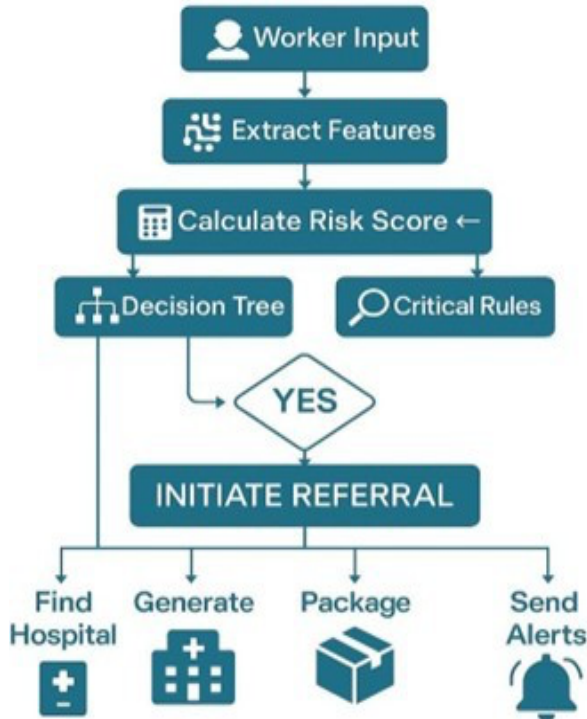 Worker Input
Extract Features
Calculate Risk Score ←
Decision Tree
Critical Rules
YES
INITIATE REFERRAL
Find
Hospital
Generate
Package
Send
Alerts